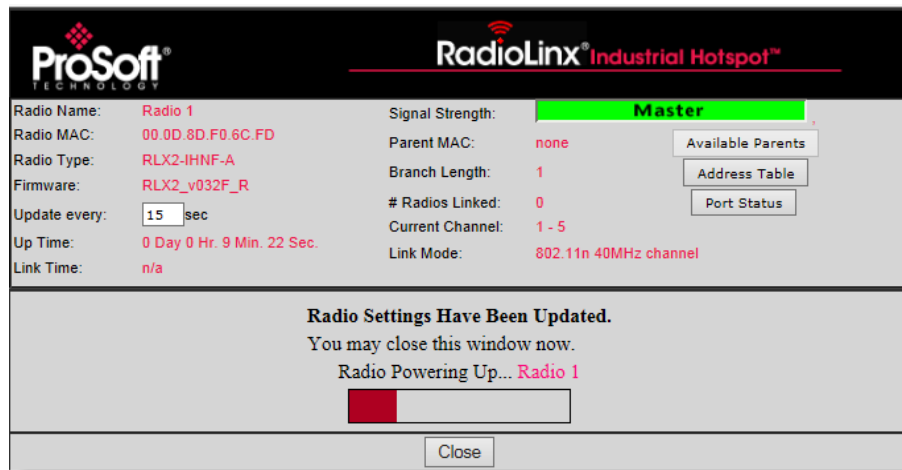 ProSoft®
TECHNOLOGY
RadioLinx® Industrial Hotspot™
Radio Name: Radio 1
Radio MAC: 00.0D.8D.F0.6C.FD
Radio Type: RLX2-IHNF-A
Firmware: RLX2_v032F_R
Update every: 15 sec
Up Time: 0 Day 0 Hr. 9 Min. 22 Sec.
Link Time: n/a
Signal Strength: Master ,
Parent MAC: none Available Parents
Branch Length: 1 Address Table
# Radios Linked: 0 Port Status
Current Channel: 1 - 5
Link Mode: 802.11n 40MHz channel
Radio Settings Have Been Updated.
You may close this window now.
Radio Powering Up... Radio 1
Close